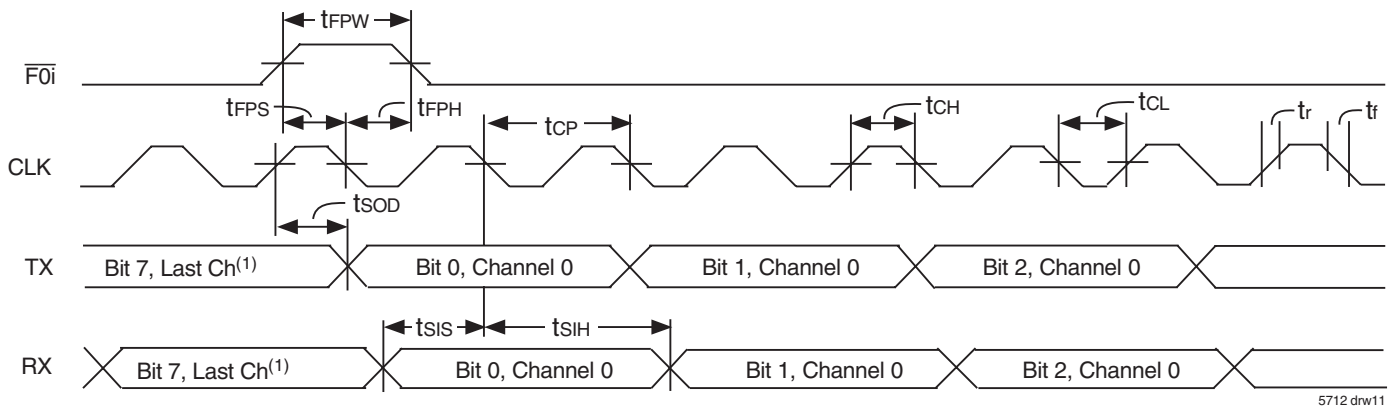 tFPW
F0i
tFPS
tFPH
tCP
tCH
tCL
tr
tf
CLK
tSOD
TX
Bit 7, Last Ch(1)
Bit 0, Channel 0
Bit 1, Channel 0
Bit 2, Channel 0
tSIS
tSIH
RX
Bit 7, Last Ch(1)
Bit 0, Channel 0
Bit 1, Channel 0
Bit 2, Channel 0
5712 drw11